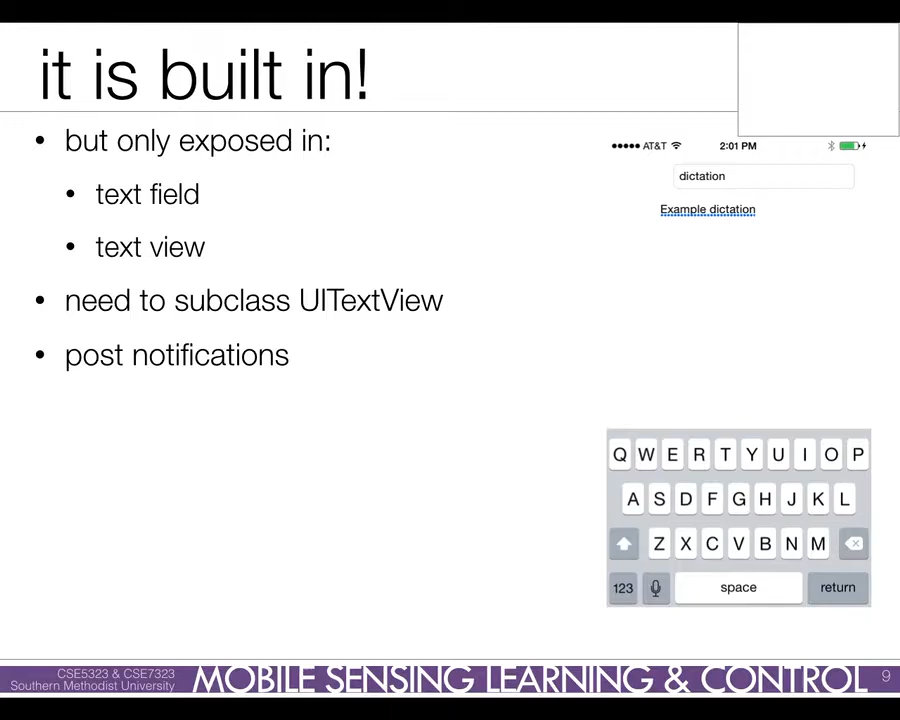 it is built in!
• but only exposed in:
• text field
• text view
• need to subclass UITextView
• post notifications
AT&T 2:01 PM
dictation
Example dictation
Q W E R T Y U I O P
A S D F G H J K L
Z X C V B N M
123 space return
CSE5323 & CSE7323
Southern Methodist University
MOBILE SENSING LEARNING & CONTROL
9